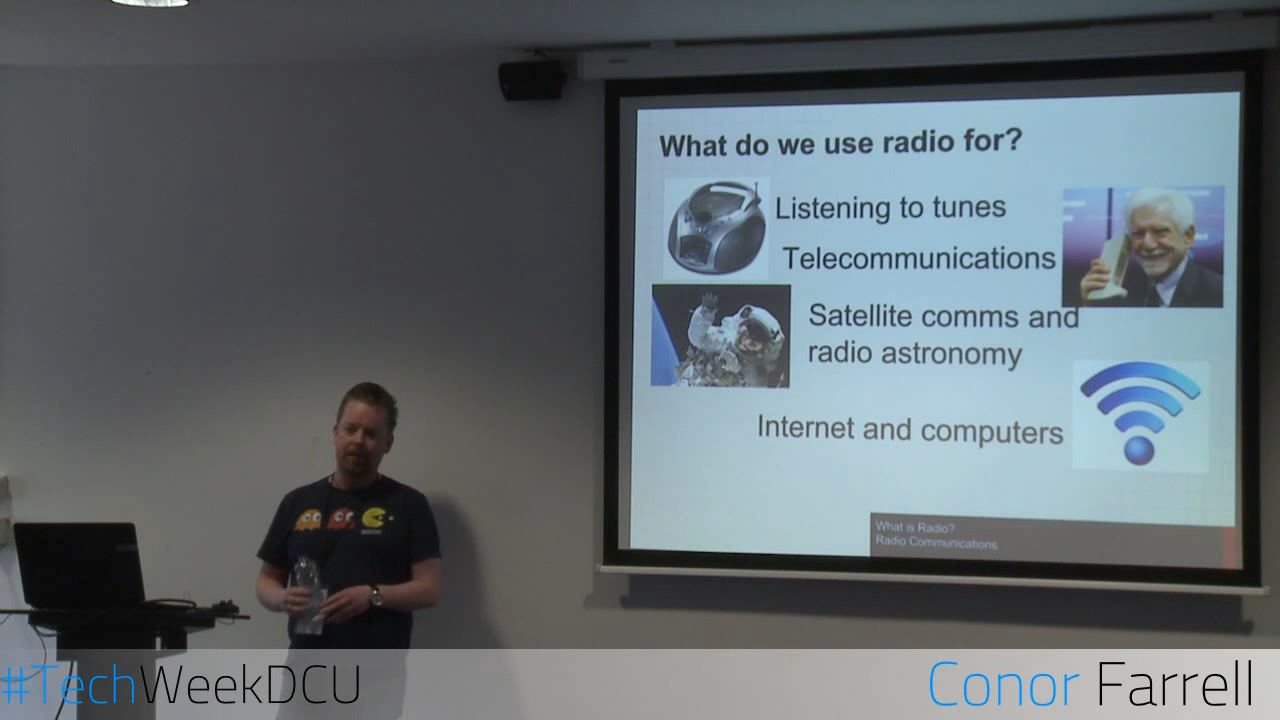 What do we use radio for?
Listening to tunes
Telecommunications
Satellite comms and
radio astronomy
Internet and computers
What is Radio?
Radio Communications
#TechWeekDCU
Conor Farrell